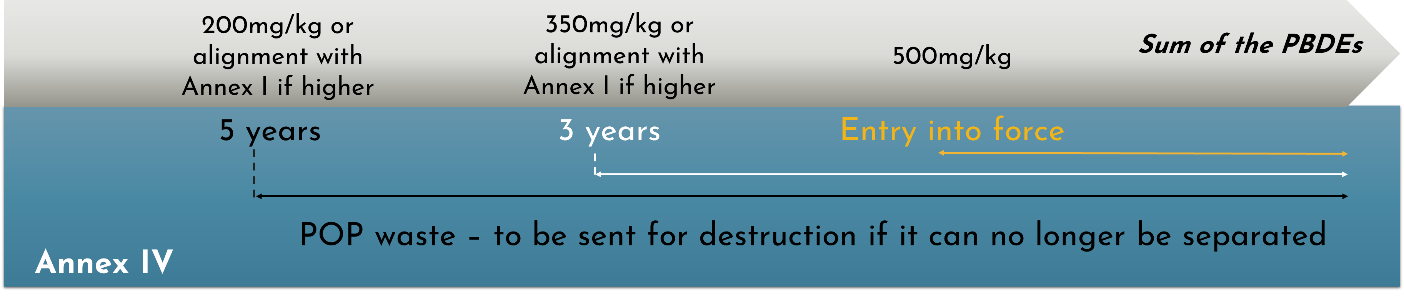 200mg/kg or
alignment with
Annex I if higher
350mg/kg or
alignment with
Annex I if higher
500mg/kg
Sum of the PBDEs
5 years
3 years
Entry into force
POP waste – to be sent for destruction if it can no longer be separated
Annex IV